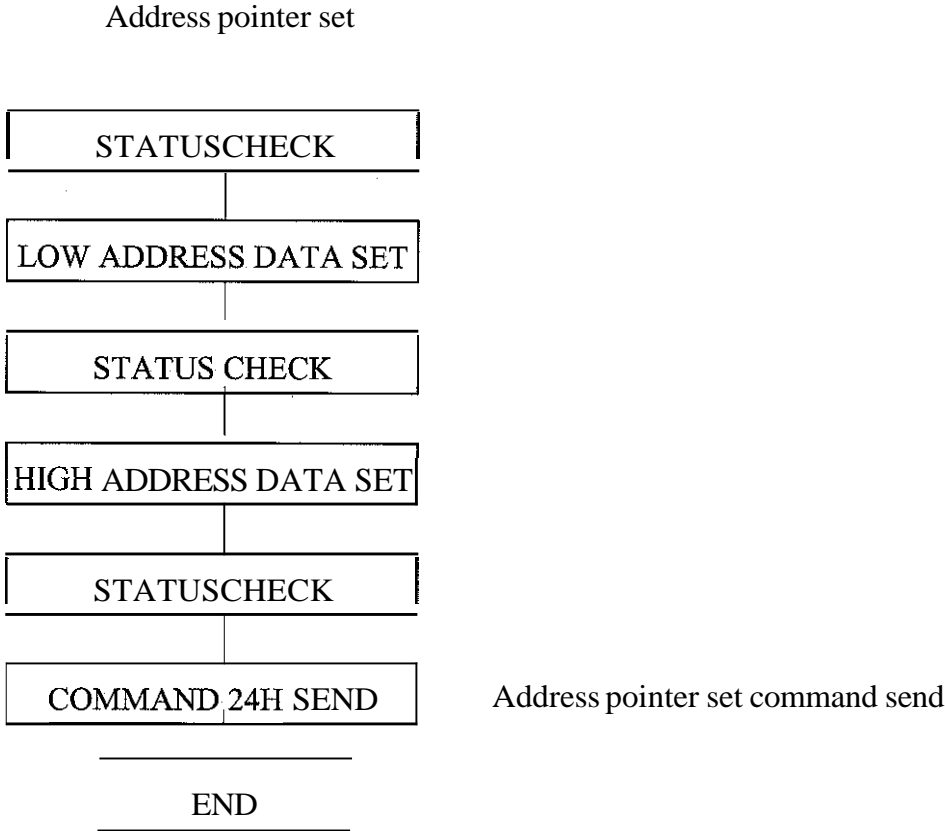 Address pointer set
STATUSCHECK
LOW ADDRESS DATA SET
STATUS CHECK
HIGH ADDRESS DATA SET
STATUSCHECK
COMMAND 24H SEND
Address pointer set command send
END